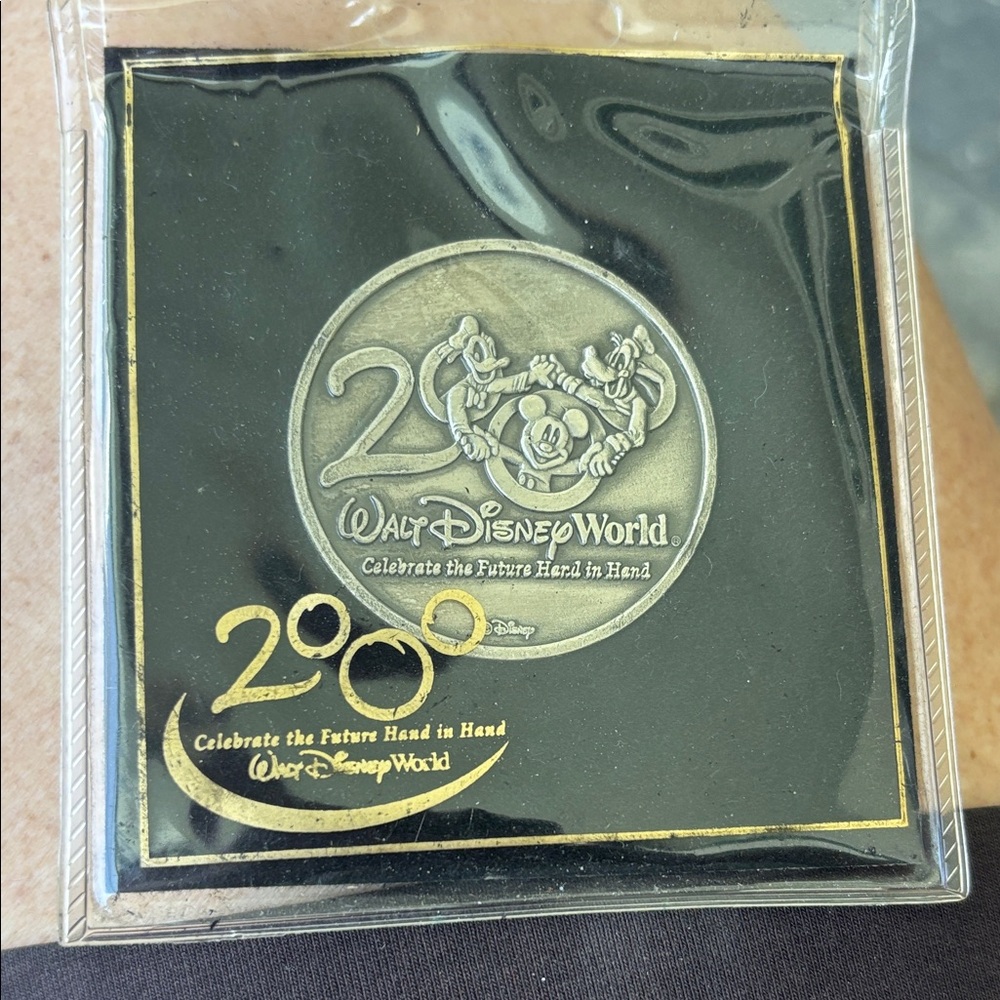 2000
WALT DISNEY World®
Celebrate the Future Hand in Hand
© Disney
2000
Celebrate the Future Hand in Hand
WALT DISNEY World